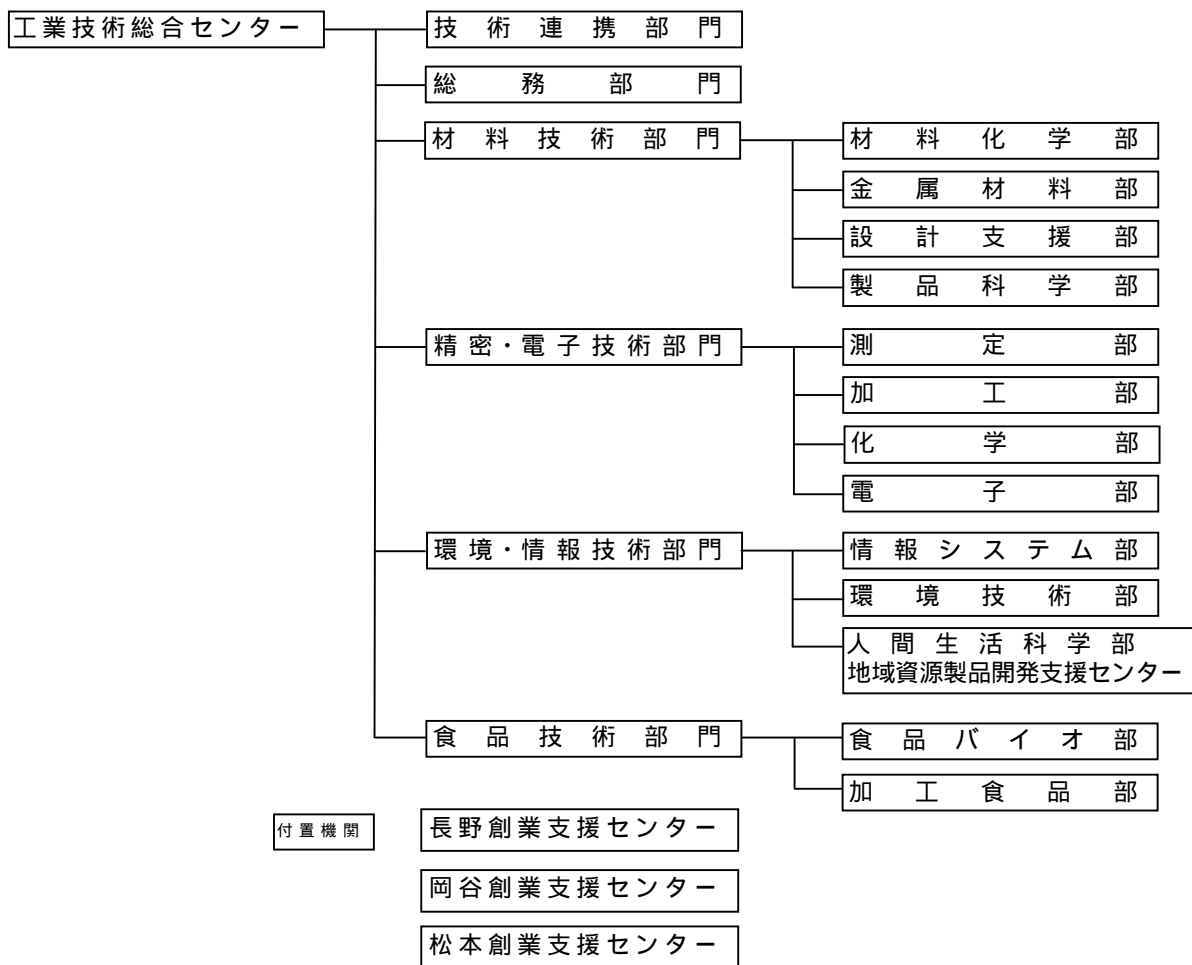 工業技術総合センター
技術連携部門
総務部門
材料技術部門
材料化学部
金属材料部
設計支援部
製品科学部
精密・電子技術部門
測定部
加工部
化学部
電子部
環境・情報技術部門
情報システム部
環境技術部
人間生活科学部
地域資源製品開発支援センター
食品技術部門
食品バイオ部
加工食品部
付置機関
長野創業支援センター
岡谷創業支援センター
松本創業支援センター